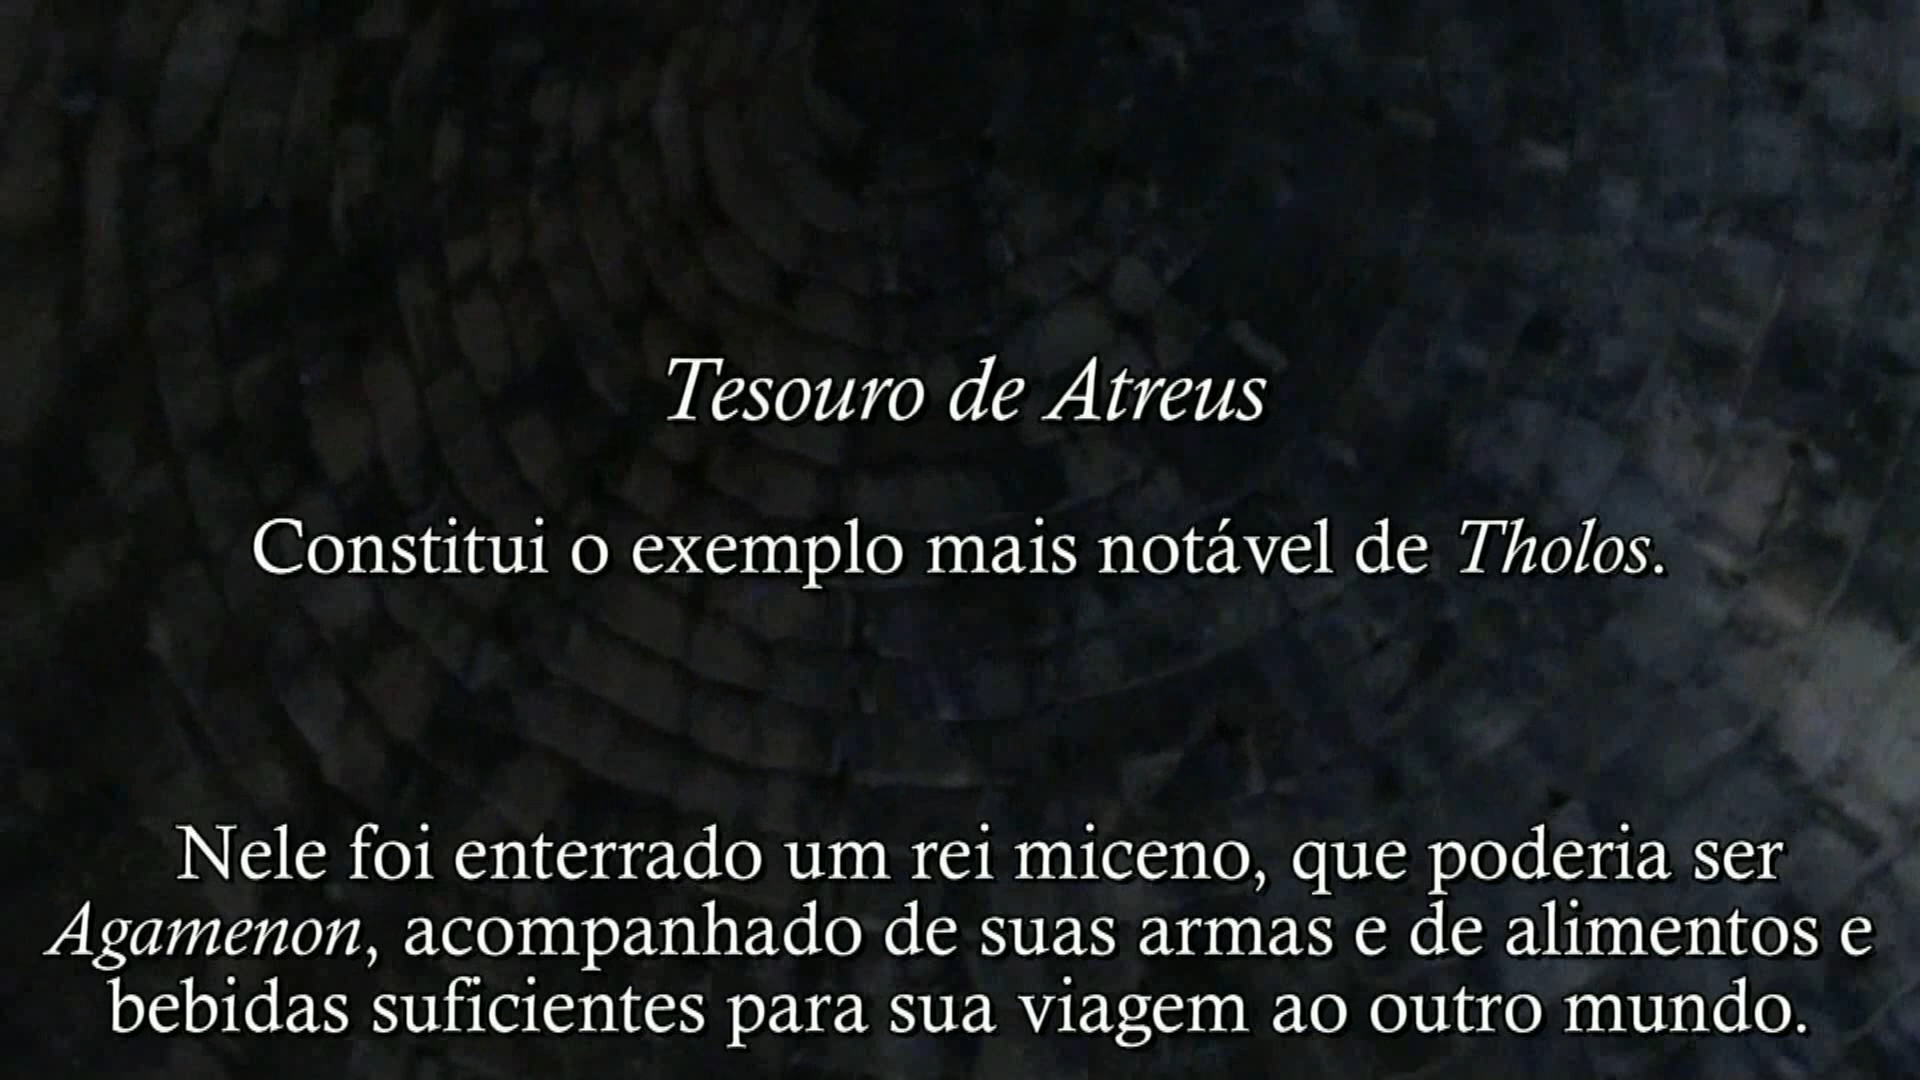 Tesouro de Atreus
Constitui o exemplo mais notável de Tholos.
Nele foi enterrado um rei miceno, que poderia ser
Agamenon, acompanhado de suas armas e de alimentos e
bebidas suficientes para sua viagem ao outro mundo.